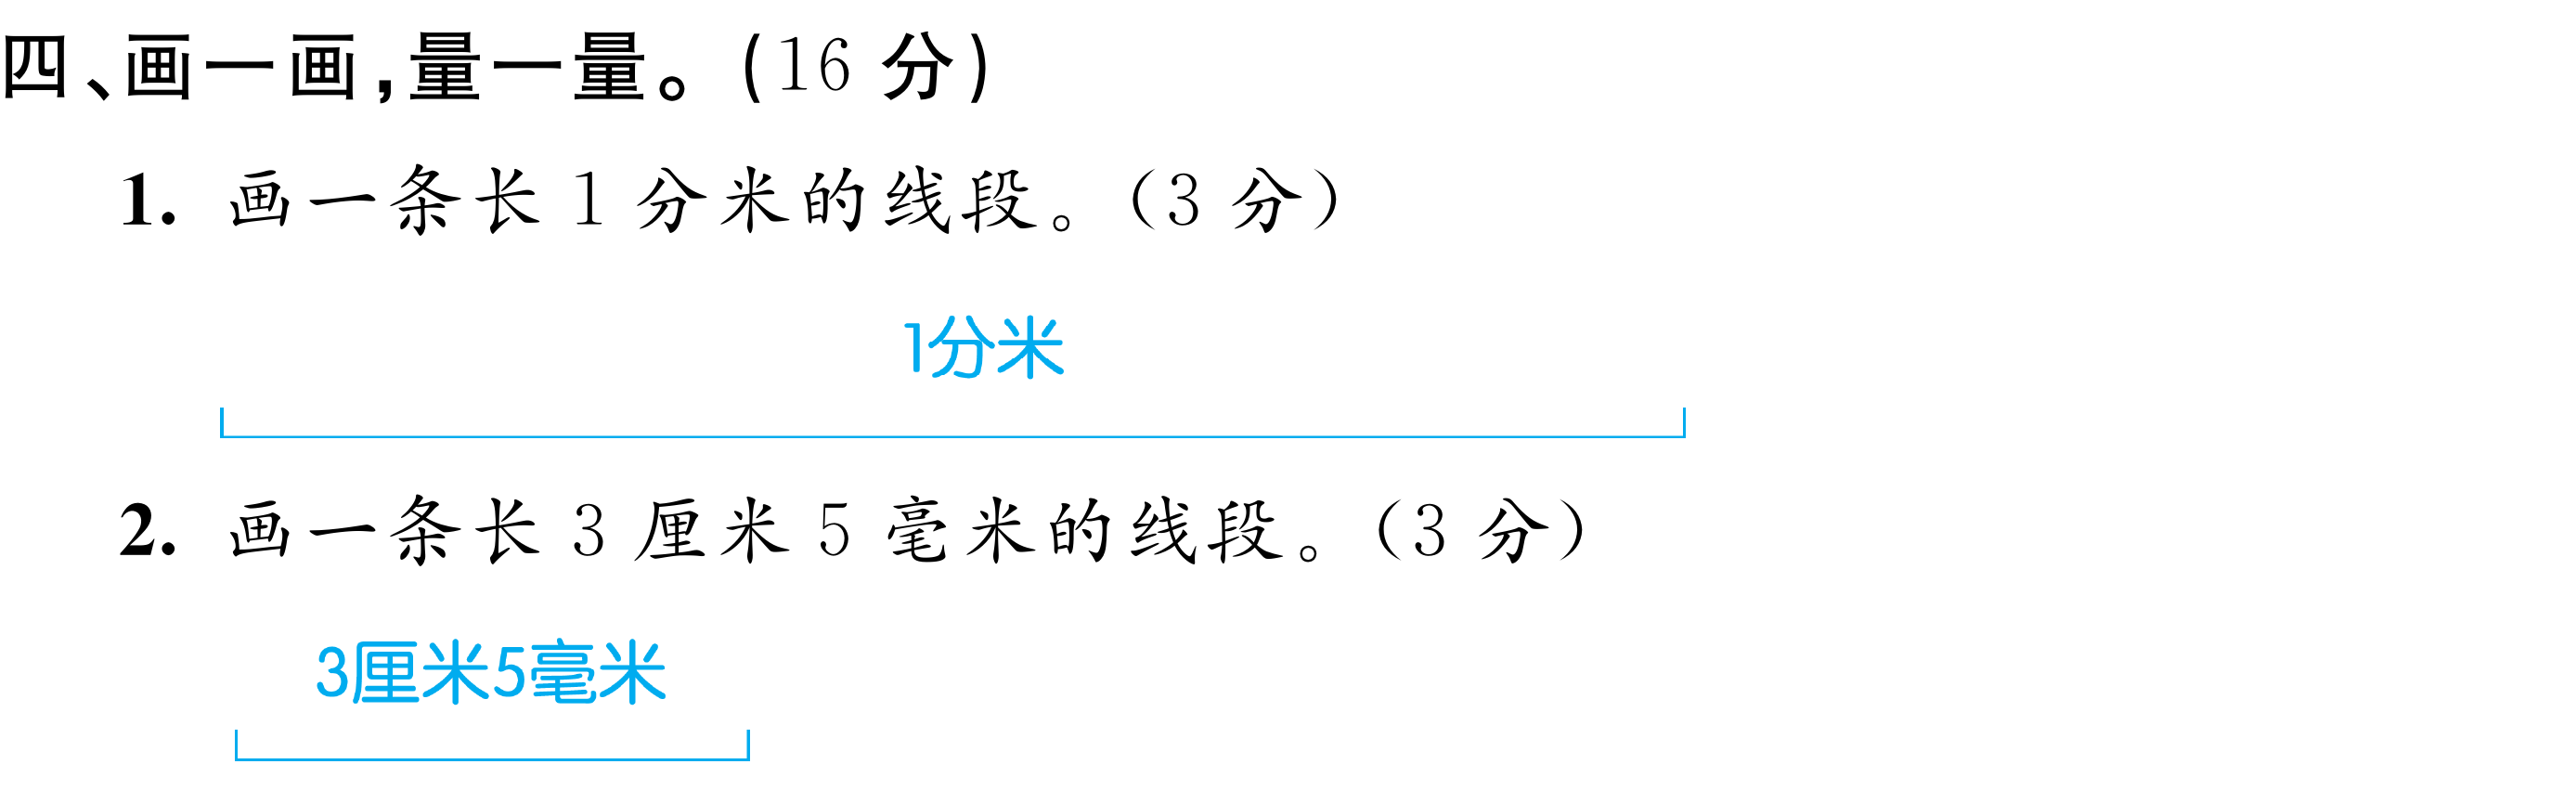 四、画一画,量一量。(16 分)
1. 画一条长 1 分米的线段。(3 分)
1分米
2. 画一条长 3 厘米 5 毫米的线段。(3 分)
3厘米5毫米